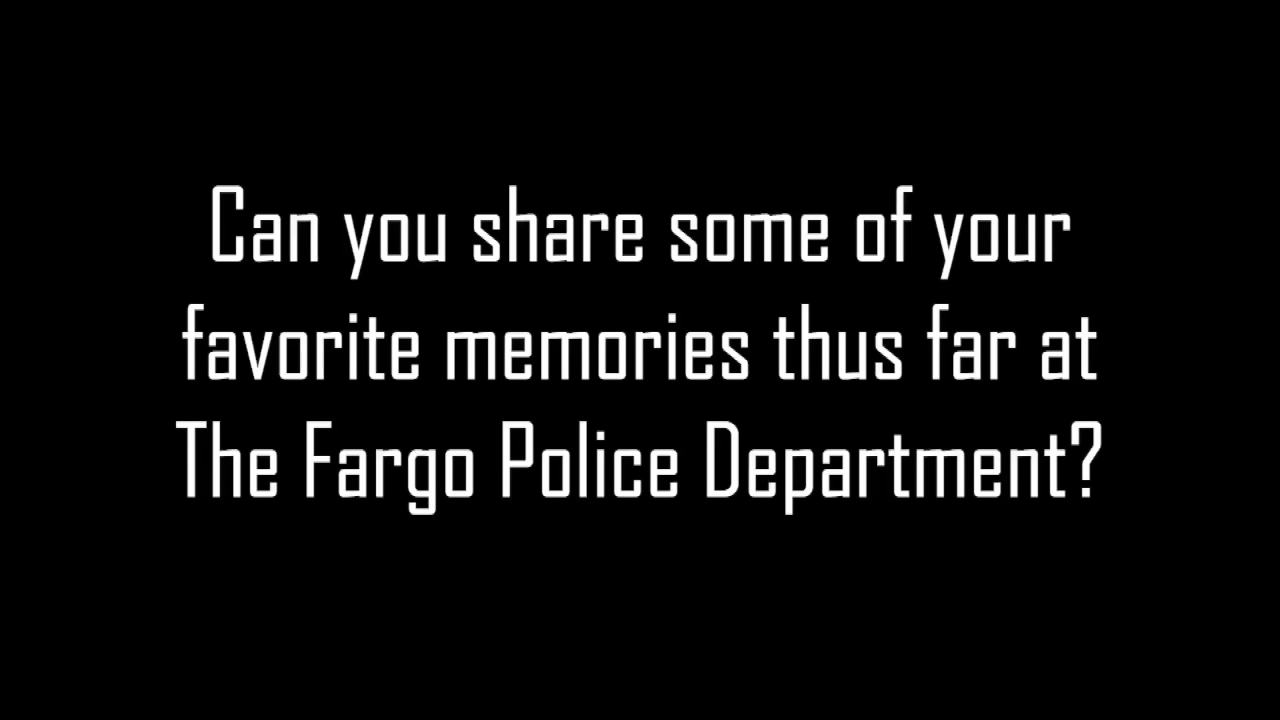 Can you share some of your
favorite memories thus far at
The Fargo Police Department?